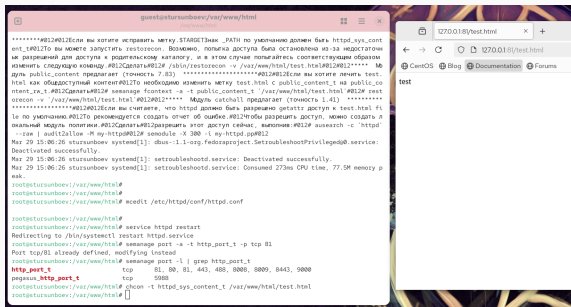 guest@stursunboev:/var/www/html
/var/www/html
********#012#012Если вы хотите исправить метку.$TARGETЗнак _PATH по умолчанию должен быть httpd_sys_cont
ent_t#012То вы можете запустить restorecon. Возможно, попытка доступа была остановлена из-за недостаточн
ых разрешений для доступа к родительскому каталогу, и в этом случае попытайтесь соответствующим образом
изменить следующую команду.#012Сделать#012# /sbin/restorecon -v /var/www/html/test.html#012#012***** Мо
дуль public_content предлагает (точность 7.83) ******************#012#012Если вы хотите лечить test.
html как общедоступный контент#012То необходимо изменить метку test.html с public_content_t на public_co
ntent_rw_t.#012Сделать#012# semanage fcontext -a -t public_content_t '/var/www/html/test.html'#012# rest
orecon -v '/var/www/html/test.html'#012#012***** Модуль catchall предлагает (точность 1.41) **********
****************#012#012Если вы считаете, что httpd должно быть разрешено getattr доступ к test.html fi
le по умолчанию.#012То рекомендуется создать отчет об ошибке.#012Чтобы разрешить доступ, можно создать л
окальный модуль политики.#012Сделать#012разрешить этот доступ сейчас, выполнив:#012# ausearch -c 'httpd'
--raw | audit2allow -M my-httpd#012# semodule -X 300 -i my-httpd.pp#012
Mar 29 15:06:26 stursunboev systemd[1]: dbus-:1.1-org.fedoraproject.SetroubleshootPrivileged@0.service:
Deactivated successfully.
Mar 29 15:06:26 stursunboev systemd[1]: setroubleshootd.service: Deactivated successfully.
Mar 29 15:06:26 stursunboev systemd[1]: setroubleshootd.service: Consumed 273ms CPU time, 77.5M memory p
eak.
root@stursunboev:/var/www/html#
root@stursunboev:/var/www/html#
root@stursunboev:/var/www/html# mcedit /etc/httpd/conf/httpd.conf
root@stursunboev:/var/www/html#
root@stursunboev:/var/www/html# service httpd restart
Redirecting to /bin/systemctl restart httpd.service
root@stursunboev:/var/www/html# semanage port -a -t http_port_t -p tcp 81
Port tcp/81 already defined, modifying instead
root@stursunboev:/var/www/html# semanage port -l | grep http_port_t
http_port_t tcp 81, 80, 81, 443, 488, 8008, 8009, 8443, 9000
pegasus_http_port_t tcp 5988
root@stursunboev:/var/www/html# chcon -t httpd_sys_content_t /var/www/html/test.html
root@stursunboev:/var/www/html#
127.0.0.1:81/test.html
127.0.0.1:81/test.html
CentOS Blog Documentation Forums
test